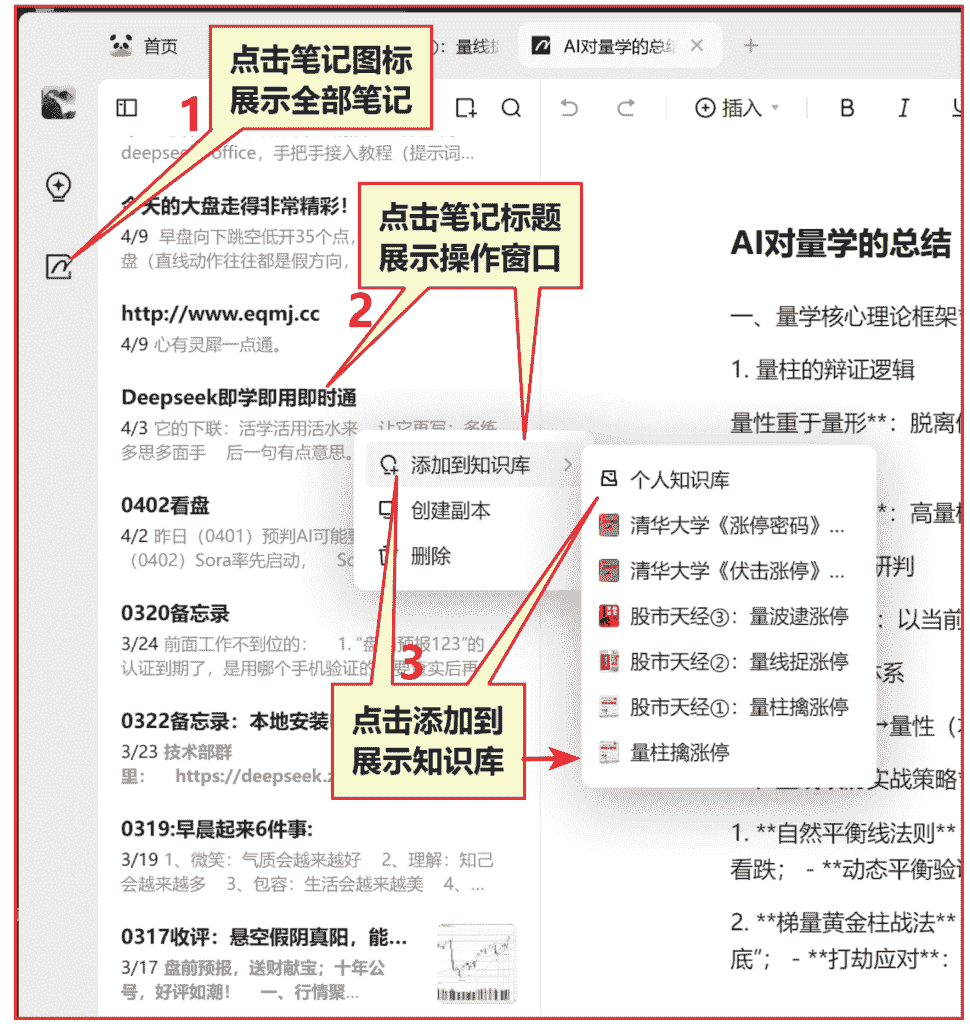 首页
量线捉
AI对量学的总结
点击笔记图标
展示全部笔记
1
插入
B
I
U
deepseek office，手把手接入教程（提示词...
今天的大盘走得非常精彩！
4/9 早盘向下跳空低开35个点，
盘（直线动作往往都是假方向，
点击笔记标题
展示操作窗口
2
http://www.eqmj.cc
4/9 心有灵犀一点通。
Deepseek即学即用即时通
4/3 它的下联：活学活用活水来 让它再写：多练
多思多面手 后一句有点意思。
添加到知识库
创建副本
删除
个人知识库
清华大学《涨停密码》...
清华大学《伏击涨停》...
股市天经③：量波逮涨停
股市天经②：量线捉涨停
股市天经①：量柱擒涨停
量柱擒涨停
0402看盘
4/2 昨日（0401）预判AI可能
（0402）Sora率先启动，
0320备忘录
3/24 前面工作不到位的： 1. “盘 预报123”的
认证到期了，是用哪个手机验证的 要查实后再
3
点击添加到
展示知识库
0322备忘录：本地安装
3/23 技术部群
里： https://deepseek.
0319:早晨起来6件事:
3/19 1、微笑：气质会越来越好 2、理解：知己
会越来越多 3、包容：生活会越来越美 4、...
0317收评：悬空假阴真阳，能...
3/17 盘前预报，送财献宝；十年公
号，好评如潮！ 一、行情聚...
AI对量学的总结
一、量学核心理论框架*
1. 量柱的辩证逻辑
量性重于量形**：脱离
*：高量
研判
：以当前
体系
→量性（
实战策略*
1. **自然平衡线法则**
看跌； - **动态平衡验
2. **梯量黄金柱战法**
底”； - **打劫应对**：